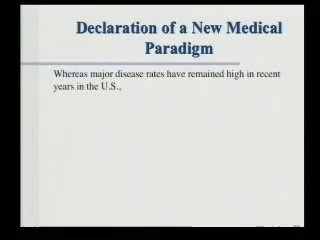 Declaration of a New Medical
Paradigm
Whereas major disease rates have remained high in recent
years in the U.S.,